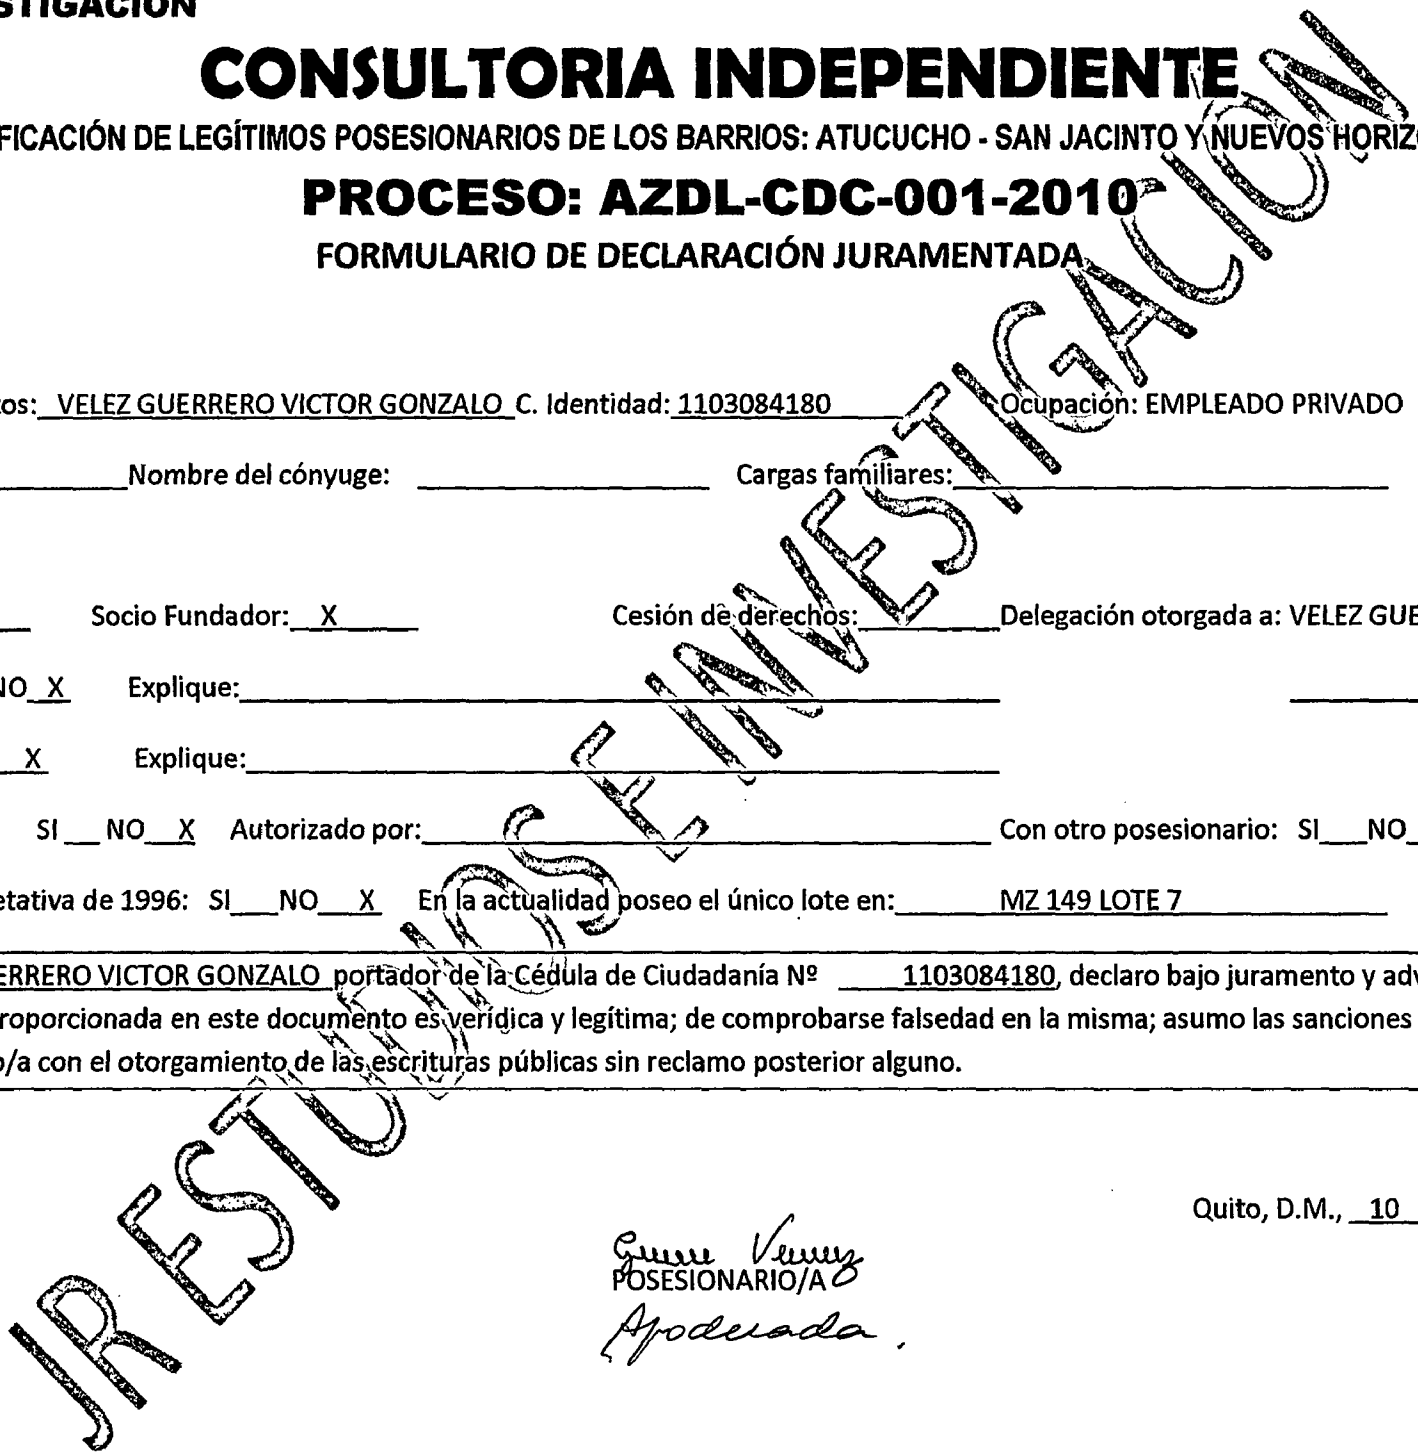 STIGACION
CONSULTORIA INDEPENDIENTE
FICACIÓN DE LEGÍTIMOS POSESIONARIOS DE LOS BARRIOS: ATUCUCHO - SAN JACINTO Y NUEVOS HORIZO
PROCESO: AZDL-CDC-001-2010
FORMULARIO DE DECLARACIÓN JURAMENTADA
tos: VELEZ GUERRERO VICTOR GONZALO C. Identidad: 1103084180 Ocupación: EMPLEADO PRIVADO
Nombre del cónyuge: Cargas familiares:
Socio Fundador: X Cesión de derechos: Delegación otorgada a: VELEZ GUE
NO X Explique:
X Explique:
SI NO X Autorizado por: Con otro posesionario: SI NO
etativa de 1996: SI NO X En la actualidad poseo el único lote en: MZ 149 LOTE 7
ERRERO VICTOR GONZALO portador de la Cédula de Ciudadanía Nº 1103084180, declaro bajo juramento y adv
roporcionada en este documento es verídica y legítima; de comprobarse falsedad en la misma; asumo las sanciones
o/a con el otorgamiento de las escrituras públicas sin reclamo posterior alguno.
Quito, D.M., 10
POSESIONARIO/A
Apoderada.
JR ESTUDIOS E INVESTIGACION